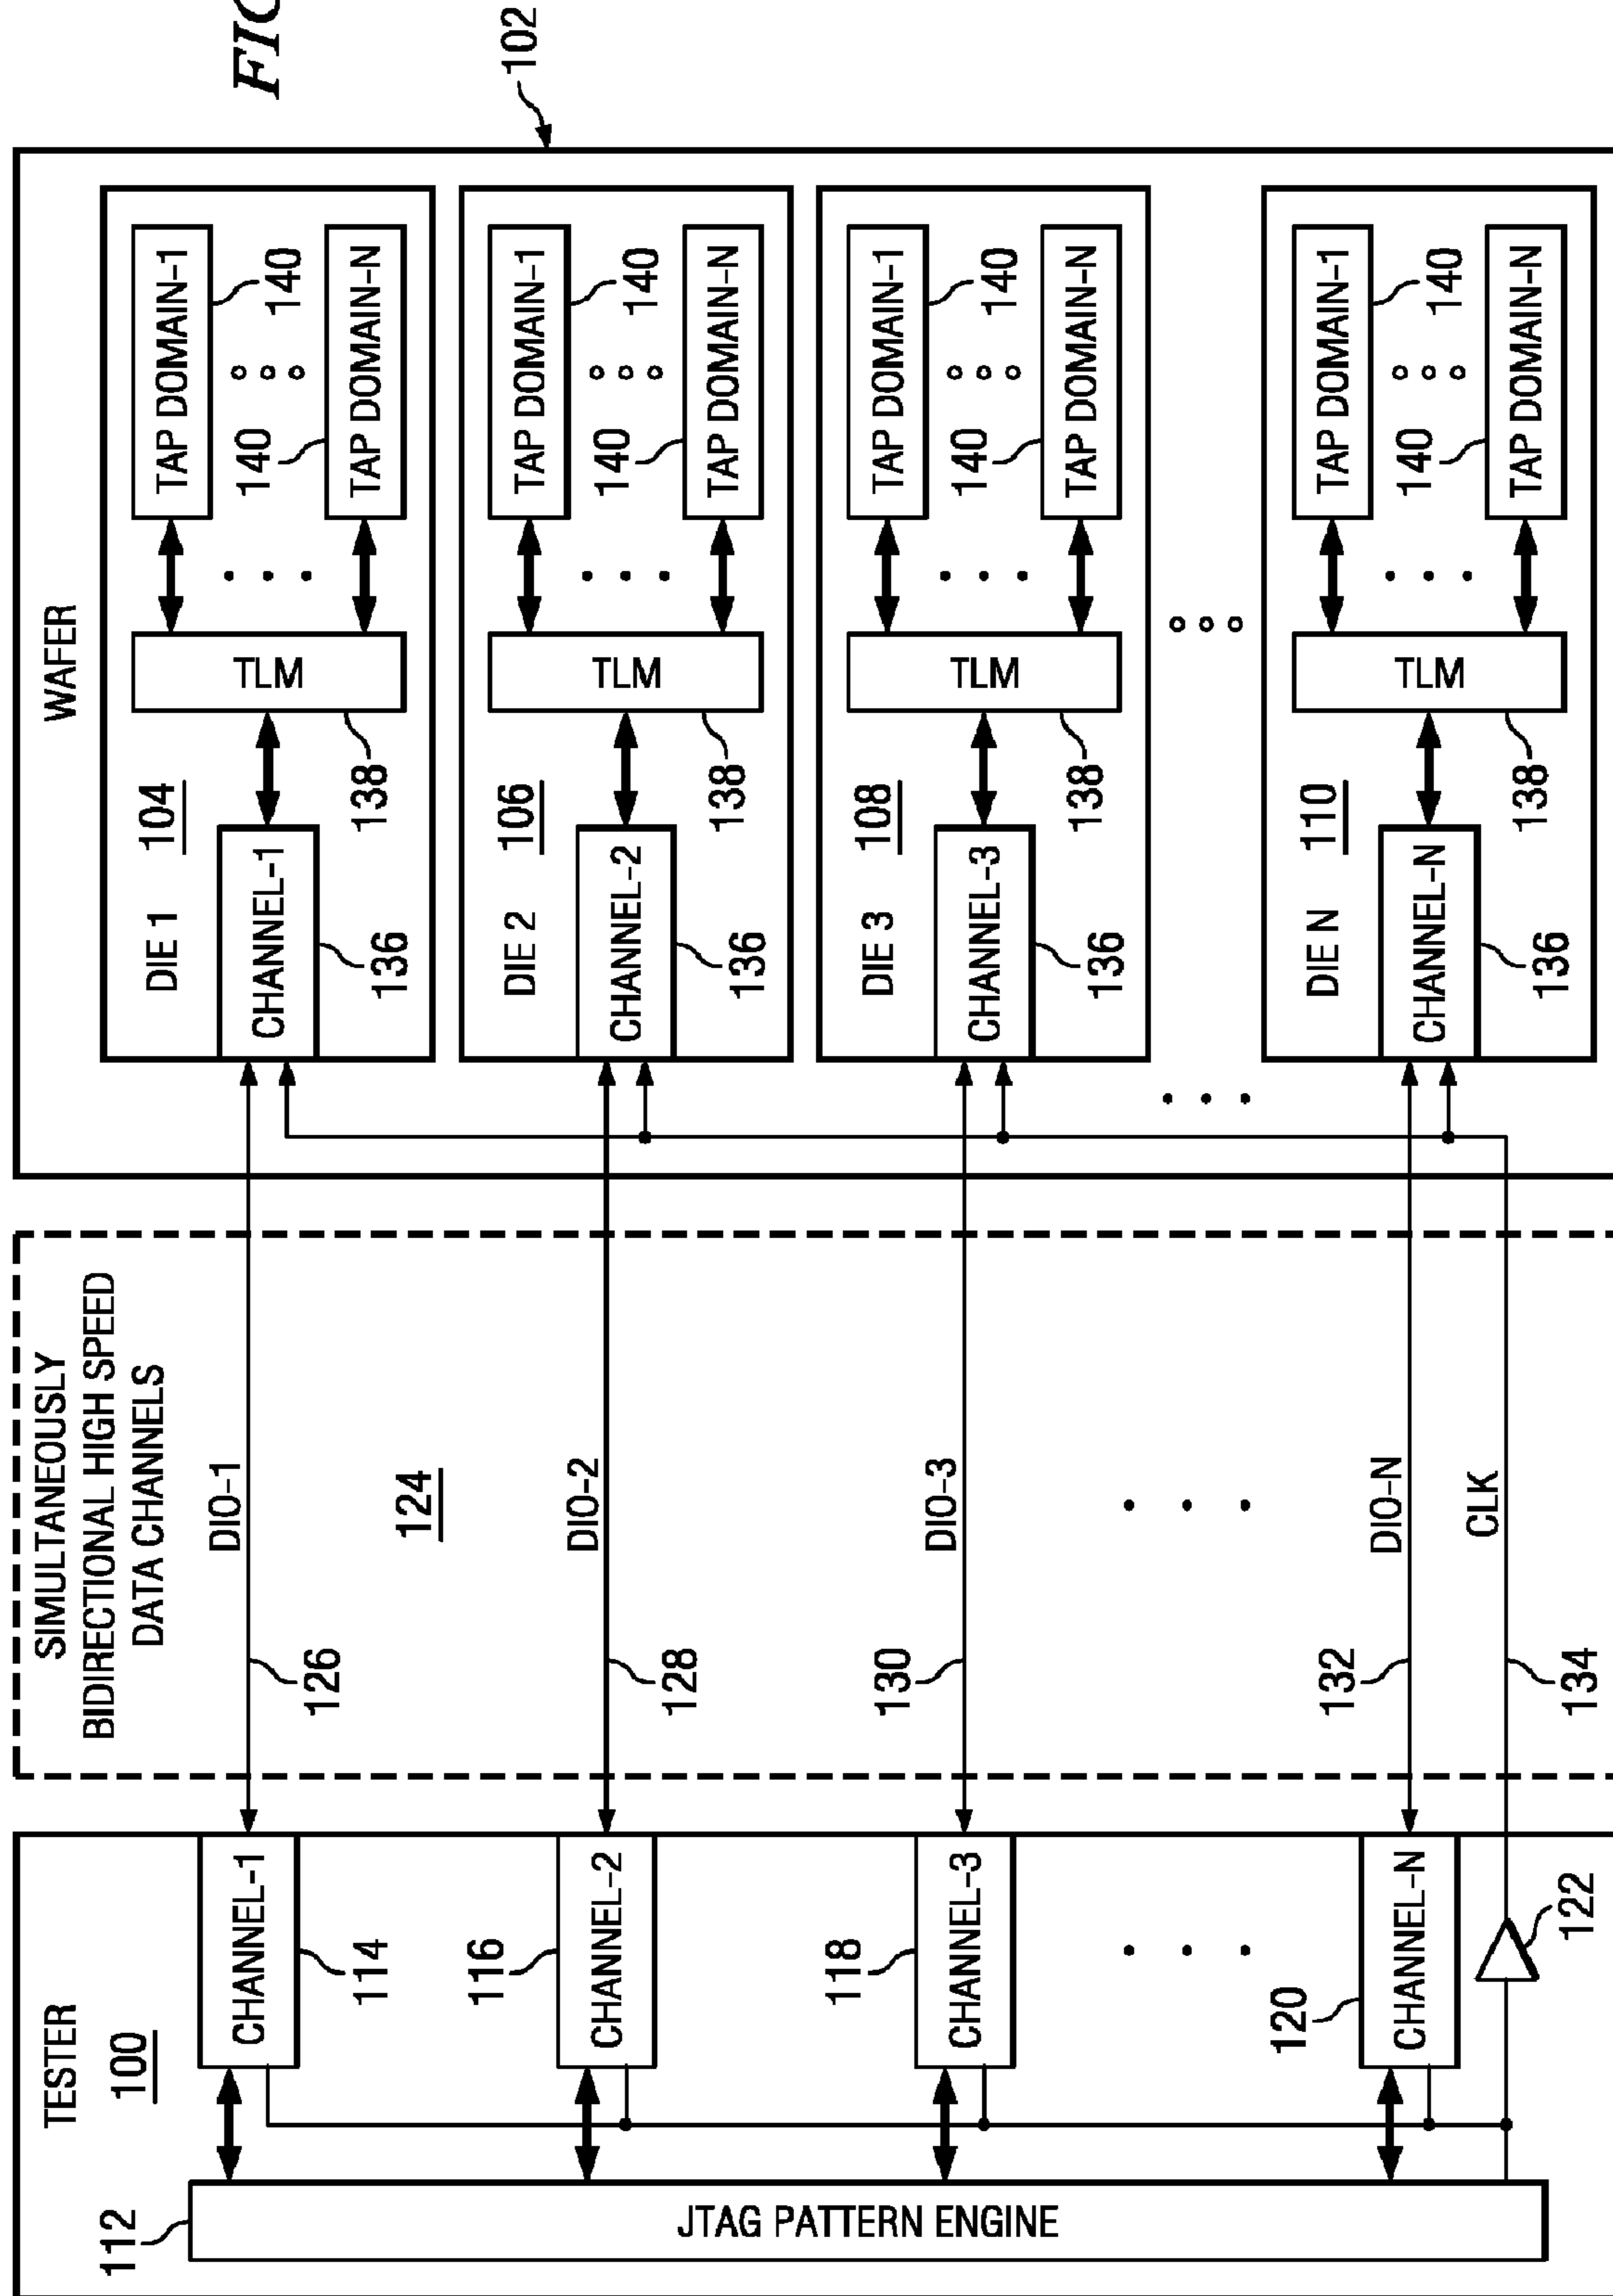 FIG
102
WAFER
DIE 1
104
CHANNEL-1
136
TLM
138
TAP DOMAIN-1
140
140
TAP DOMAIN-N
DIE 2
106
CHANNEL-2
136
TLM
138
TAP DOMAIN-1
140
140
TAP DOMAIN-N
DIE 3
108
CHANNEL-3
136
TLM
138
TAP DOMAIN-1
140
140
TAP DOMAIN-N
DIE N
110
CHANNEL-N
136
TLM
138
TAP DOMAIN-1
140
140
TAP DOMAIN-N
SIMULTANEOUSLY
BIDIRECTIONAL HIGH SPEED
DATA CHANNELS
DIO-1
126
124
DIO-2
128
DIO-3
130
DIO-N
132
CLK
134
TESTER
100
112
JTAG PATTERN ENGINE
CHANNEL-1
114
116
CHANNEL-2
118
CHANNEL-3
120
CHANNEL-N
122